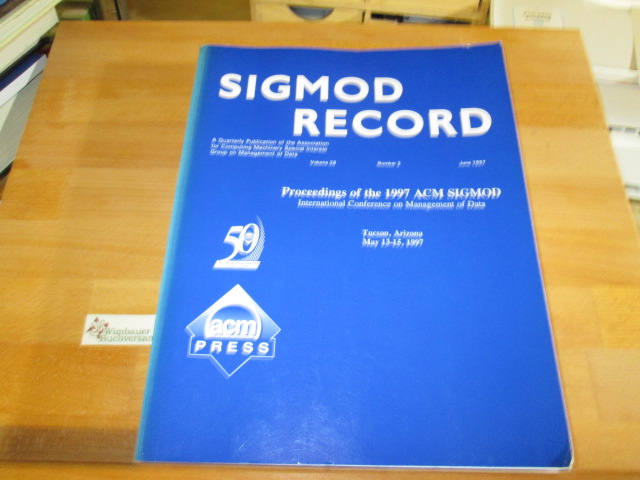 SIGMOD
RECORD
A Quarterly Publication of the Association
for Computing Machinery Special Interest
Group on Management of Data
Volume 26 Number 2 June 1997
Proceedings of the 1997 ACM SIGMOD
International Conference on Management of Data
Tucson, Arizona
May 13-15, 1997
50
acm
PRESS
Wimbauer
Buchversand